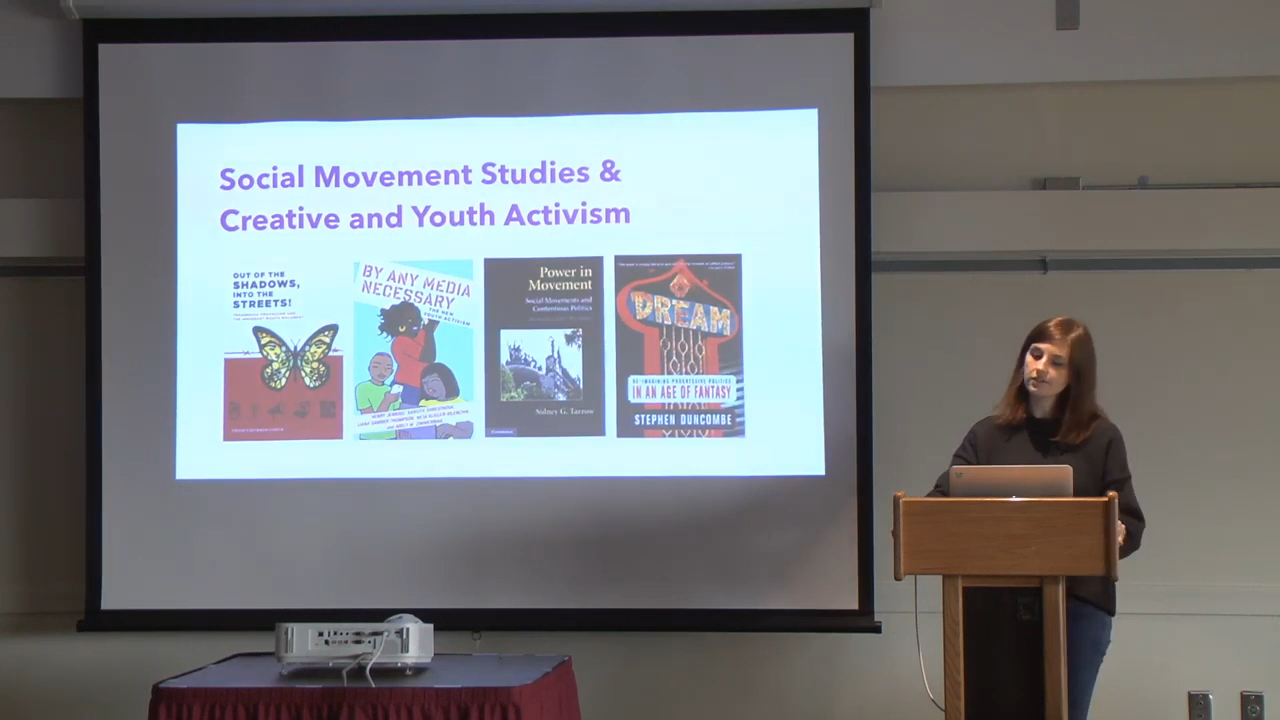 Social Movement Studies &
Creative and Youth Activism
OUT OF THE
SHADOWS,
INTO THE
STREETS!
BY ANY MEDIA
NECESSARY
THE NEW
YOUTH ACTIVISM
Power in
Movement
Social Movements and
Contentious Politics
Sidney G. Tarrow
DREAM
RE-IMAGINING PROGRESSIVE POLITICS
IN AN AGE OF FANTASY
STEPHEN DUNCOMBE